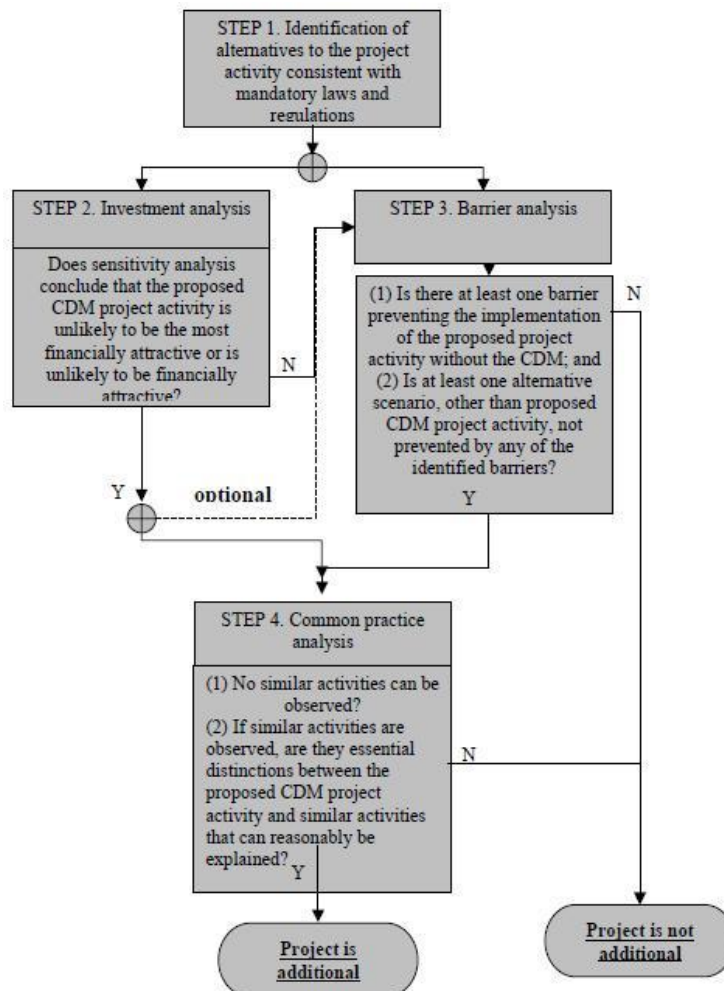 STEP 1. Identification of
alternatives to the project
activity consistent with
mandatory laws and
regulations
STEP 2. Investment analysis
Does sensitivity analysis
conclude that the proposed
CDM project activity is
unlikely to be the most
financially attractive or is
unlikely to be financially
attractive?
N
Y
optional
STEP 3. Barrier analysis
(1) Is there at least one barrier
preventing the implementation
of the proposed project
activity without the CDM; and
(2) Is at least one alternative
scenario, other than proposed
CDM project activity, not
prevented by any of the
identified barriers?
Y
N
STEP 4. Common practice
analysis
(1) No similar activities can be
observed?
(2) If similar activities are
observed, are they essential
distinctions between the
proposed CDM project
activity and similar activities
that can reasonably be
explained?
Y
N
Project is
additional
Project is not
additional